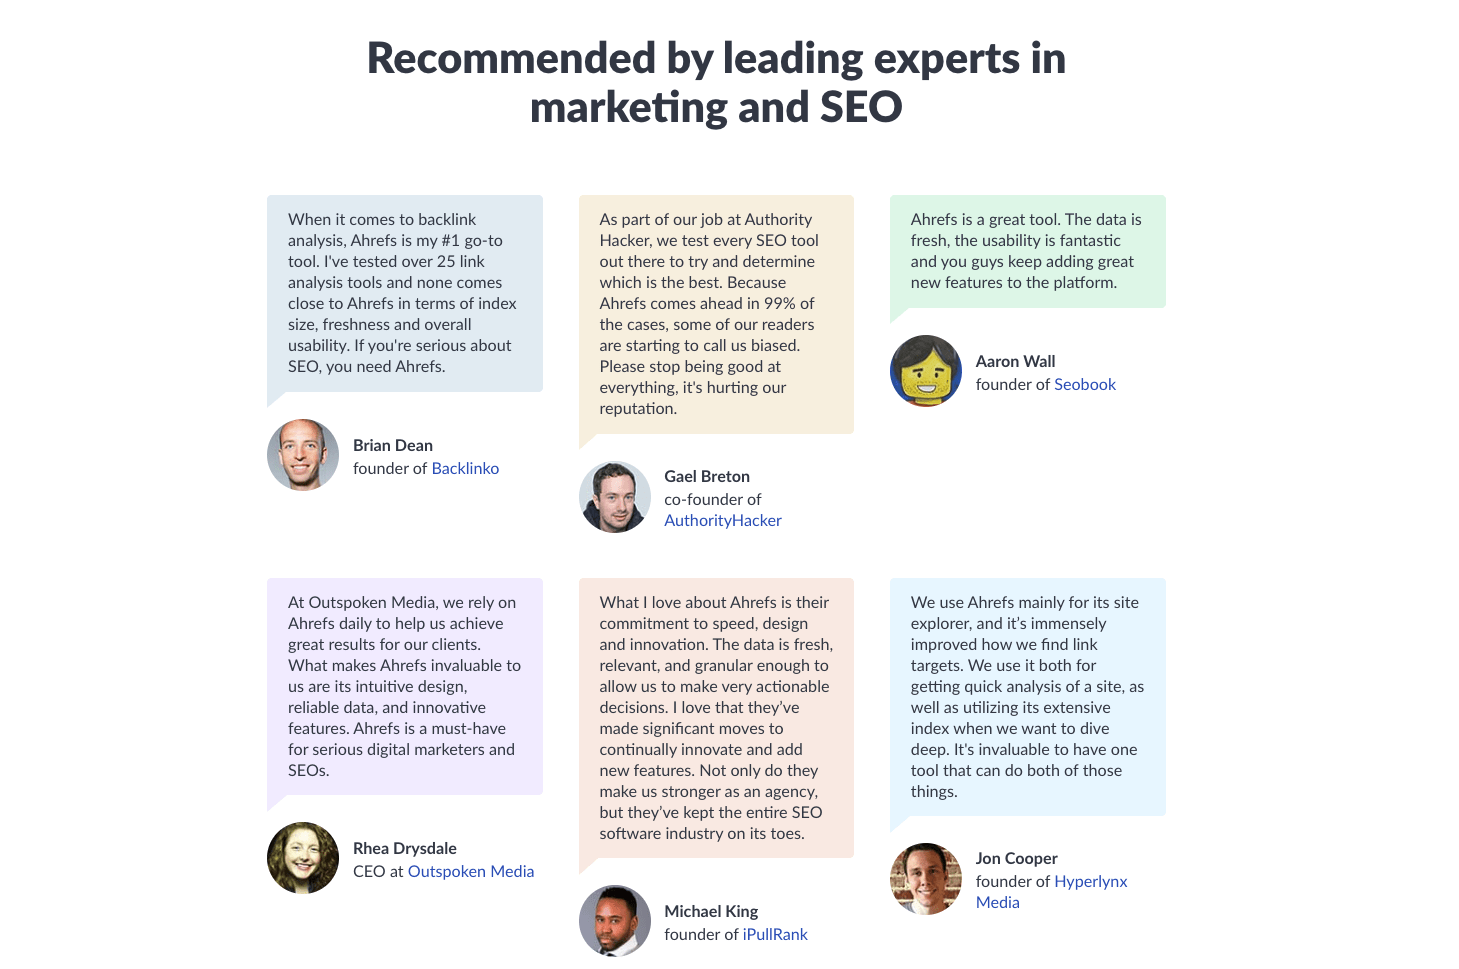 Recommended by leading experts in
marketing and SEO
When it comes to backlink
analysis, Ahrefs is my #1 go-to
tool. I've tested over 25 link
analysis tools and none comes
close to Ahrefs in terms of index
size, freshness and overall
usability. If you're serious about
SEO, you need Ahrefs.
Brian Dean
founder of Backlinko
As part of our job at Authority
Hacker, we test every SEO tool
out there to try and determine
which is the best. Because
Ahrefs comes ahead in 99% of
the cases, some of our readers
are starting to call us biased.
Please stop being good at
everything, it's hurting our
reputation.
Gael Breton
co-founder of
AuthorityHacker
Ahrefs is a great tool. The data is
fresh, the usability is fantastic
and you guys keep adding great
new features to the platform.
Aaron Wall
founder of Seobook
At Outspoken Media, we rely on
Ahrefs daily to help us achieve
great results for our clients.
What makes Ahrefs invaluable to
us are its intuitive design,
reliable data, and innovative
features. Ahrefs is a must-have
for serious digital marketers and
SEOs.
Rhea Drysdale
CEO at Outspoken Media
What I love about Ahrefs is their
commitment to speed, design
and innovation. The data is fresh,
relevant, and granular enough to
allow us to make very actionable
decisions. I love that they’ve
made significant moves to
continually innovate and add
new features. Not only do they
make us stronger as an agency,
but they’ve kept the entire SEO
software industry on its toes.
Michael King
founder of iPullRank
We use Ahrefs mainly for its site
explorer, and it’s immensely
improved how we find link
targets. We use it both for
getting quick analysis of a site, as
well as utilizing its extensive
index when we want to dive
deep. It's invaluable to have one
tool that can do both of those
things.
Jon Cooper
founder of Hyperlynx
Media